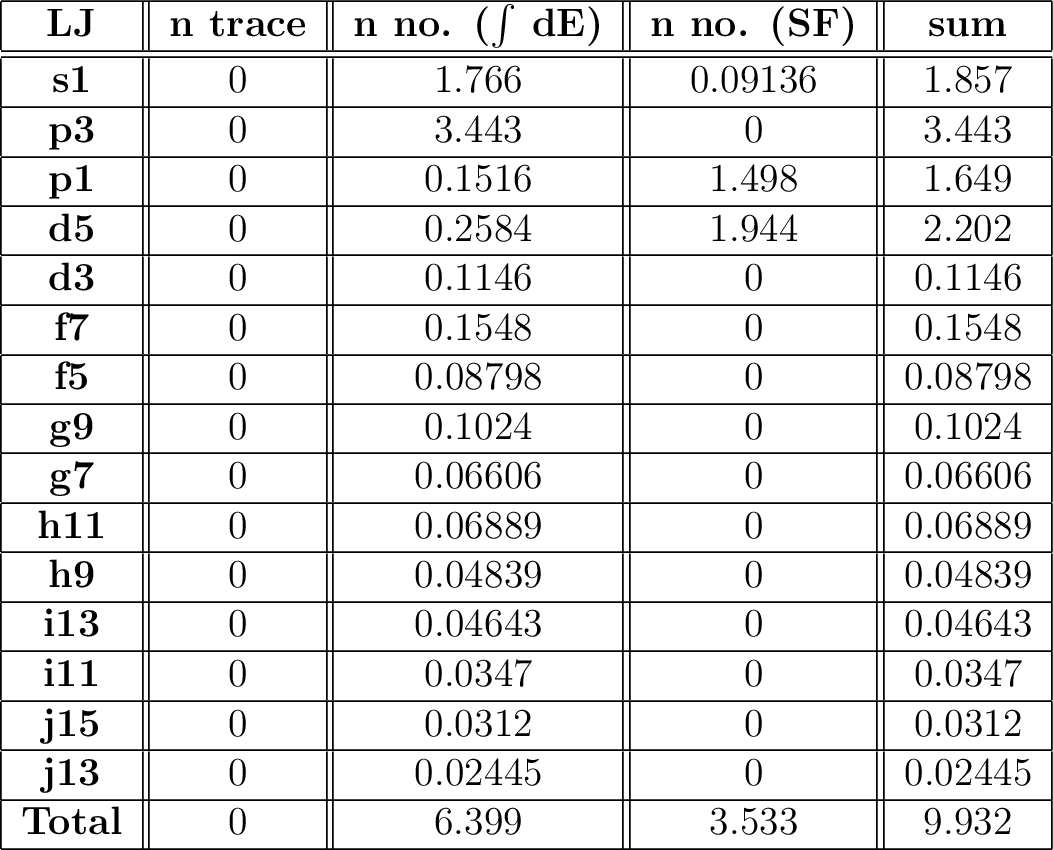 LJ n trace n no. (∫ dE) n no. (SF) sum
s1 0 1.766 0.09136 1.857
p3 0 3.443 0 3.443
p1 0 0.1516 1.498 1.649
d5 0 0.2584 1.944 2.202
d3 0 0.1146 0 0.1146
f7 0 0.1548 0 0.1548
f5 0 0.08798 0 0.08798
g9 0 0.1024 0 0.1024
g7 0 0.06606 0 0.06606
h11 0 0.06889 0 0.06889
h9 0 0.04839 0 0.04839
i13 0 0.04643 0 0.04643
i11 0 0.0347 0 0.0347
j15 0 0.0312 0 0.0312
j13 0 0.02445 0 0.02445
Total 0 6.399 3.533 9.932